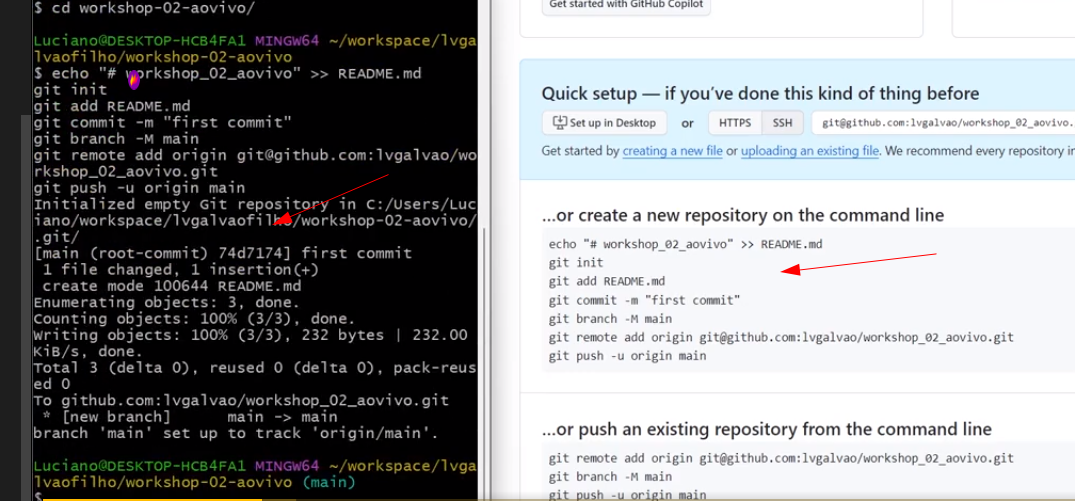 $ cd workshop-02-aovivo/
Luciano@DESKTOP-HCB4FA1 MINGW64 ~/workspace/lvga
lvaofilho/workshop-02-aovivo
$ echo "# workshop_02_aovivo" >> README.md
git init
git add README.md
git commit -m "first commit"
git branch -M main
git remote add origin git@github.com:lvgalvao/wo
rkshop_02_aovivo.git
git push -u origin main
Initialized empty Git repository in C:/Users/Luc
iano/workspace/lvgalvaofilho/workshop-02-aovivo/
.git/
[main (root-commit) 74d7174] first commit
1 file changed, 1 insertion(+)
create mode 100644 README.md
Enumerating objects: 3, done.
Counting objects: 100% (3/3), done.
Writing objects: 100% (3/3), 232 bytes | 232.00
KiB/s, done.
Total 3 (delta 0), reused 0 (delta 0), pack-reus
ed 0
To github.com:lvgalvao/workshop_02_aovivo.git
* [new branch] main -> main
branch 'main' set up to track 'origin/main'.
Luciano@DESKTOP-HCB4FA1 MINGW64 ~/workspace/lvga
lvaofilho/workshop-02-aovivo (main)
$
Get started with GitHub Copilot
Quick setup — if you've done this kind of thing before
Set up in Desktop or HTTPS SSH git@github.com:lvgalvao/workshop_02_aovivo.
Get started by creating a new file or uploading an existing file. We recommend every repository in
...or create a new repository on the command line
echo "# workshop_02_aovivo" >> README.md
git init
git add README.md
git commit -m "first commit"
git branch -M main
git remote add origin git@github.com:lvgalvao/workshop_02_aovivo.git
git push -u origin main
...or push an existing repository from the command line
git remote add origin git@github.com:lvgalvao/workshop_02_aovivo.git
git branch -M main
git push -u origin main